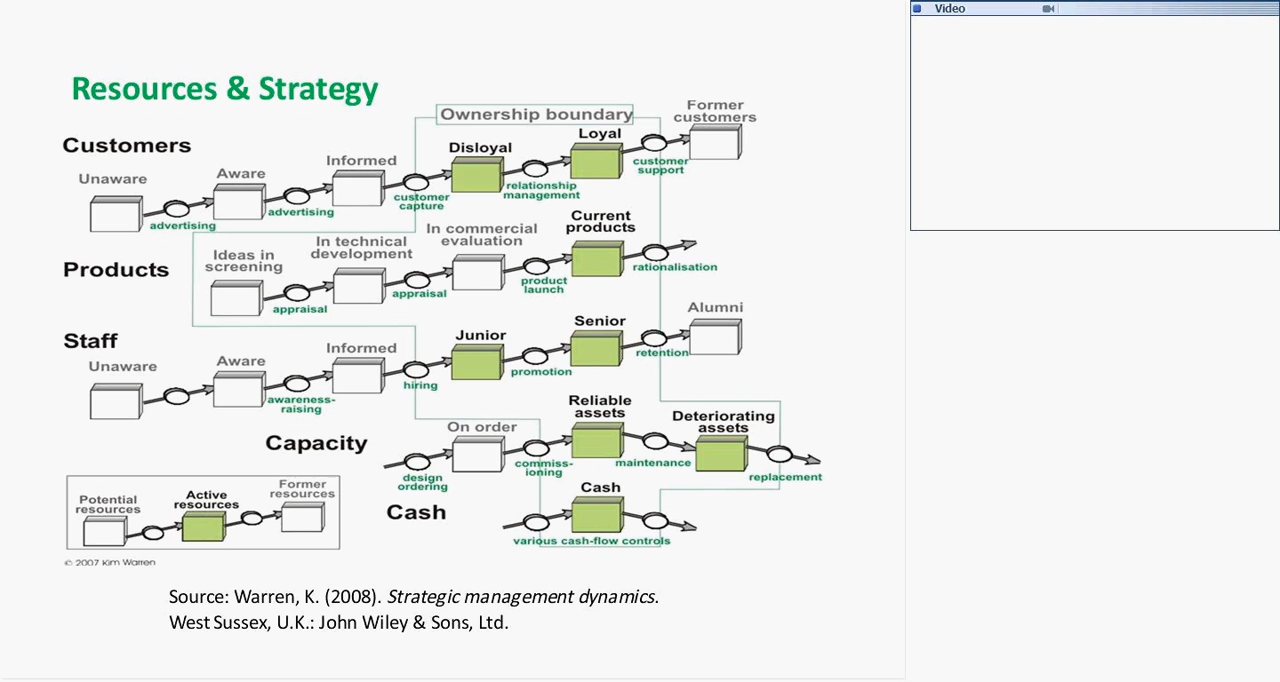 Video
Resources & Strategy
Ownership boundary
Former
customers
Customers
Loyal
Disloyal
Informed
Aware
Unaware
customer
support
relationship
management
customer
capture
advertising
advertising
Current
products
In commercial
evaluation
In technical
development
Ideas in
screening
Products
rationalisation
product
launch
appraisal
appraisal
Alumni
Senior
Junior
Staff
Informed
Aware
Unaware
retention
promotion
hiring
awareness-
raising
Reliable
assets
Deteriorating
assets
On order
Capacity
commiss-
ioning
maintenance
replacement
design
ordering
Cash
Cash
various cash-flow controls
Potential
resources
Active
resources
Former
resources
© 2007 Kim Warren
Source: Warren, K. (2008). Strategic management dynamics.
West Sussex, U.K.: John Wiley & Sons, Ltd.